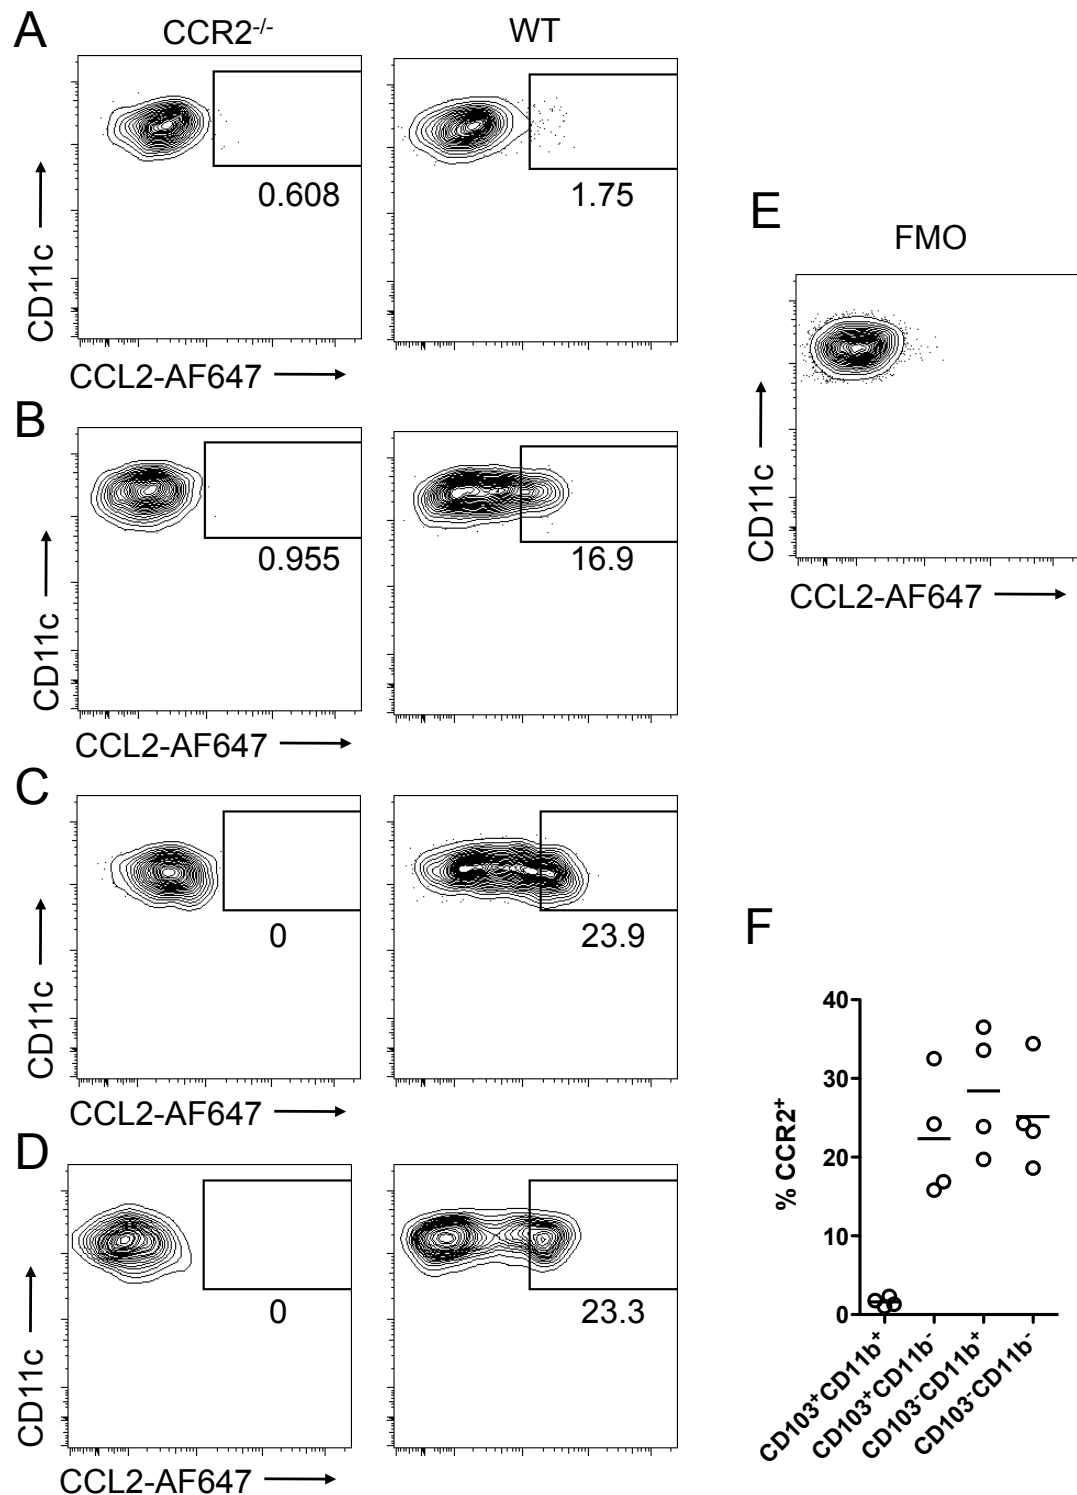 A
CCR2-/-
WT
CD11c
0.608
1.75
CCL2-AF647
B
CD11c
0.955
16.9
CCL2-AF647
C
CD11c
0
23.9
CCL2-AF647
D
CD11c
0
23.3
CCL2-AF647
E
FMO
CD11c
CCL2-AF647
F
% CCR2+
40
30
20
10
0
CD103+CD11b+
CD103+CD11b-
CD103-CD11b+
CD103-CD11b-